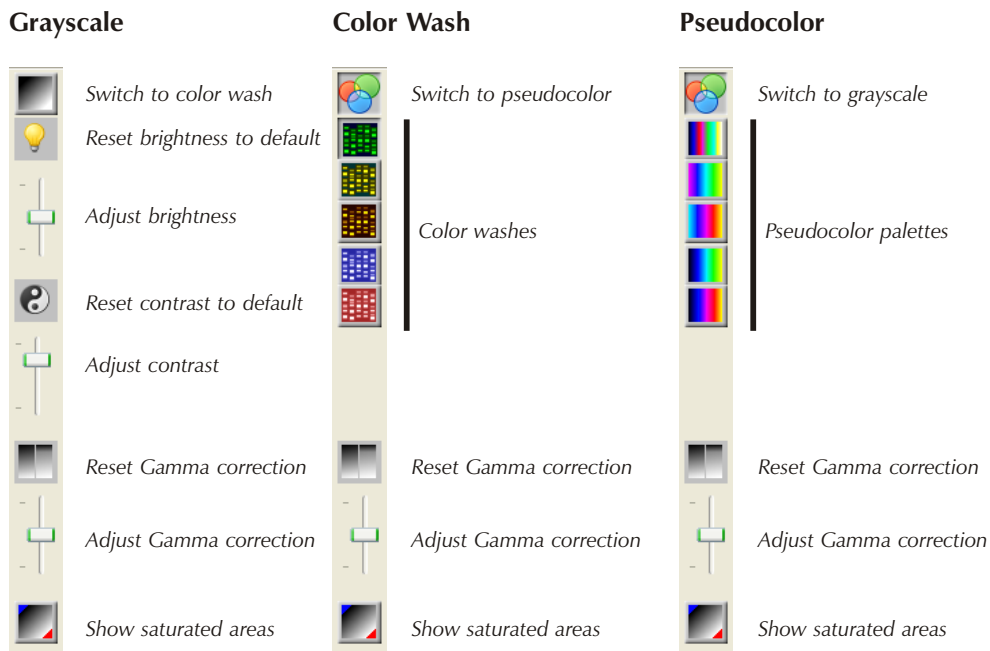 Grayscale
Switch to color wash
Reset brightness to default
Adjust brightness
Reset contrast to default
Adjust contrast
Reset Gamma correction
Adjust Gamma correction
Show saturated areas
Color Wash
Switch to pseudocolor
Color washes
Reset Gamma correction
Adjust Gamma correction
Show saturated areas
Pseudocolor
Switch to grayscale
Pseudocolor palettes
Reset Gamma correction
Adjust Gamma correction
Show saturated areas